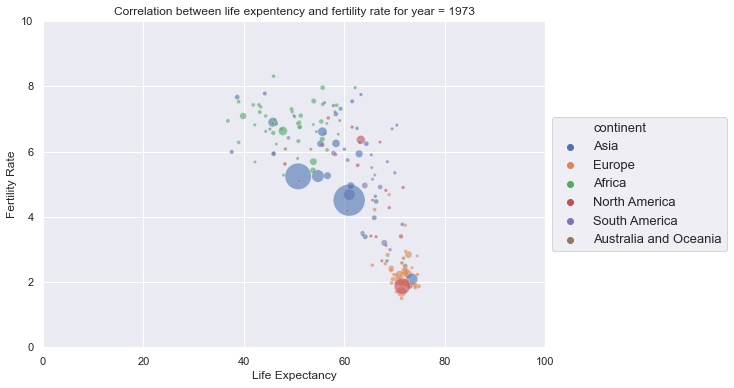 Correlation between life expentency and fertility rate for year = 1973
10
8
6
4
2
0
Fertility Rate
0 20 40 60 80 100
Life Expectancy
continent
Asia
Europe
Africa
North America
South America
Australia and Oceania